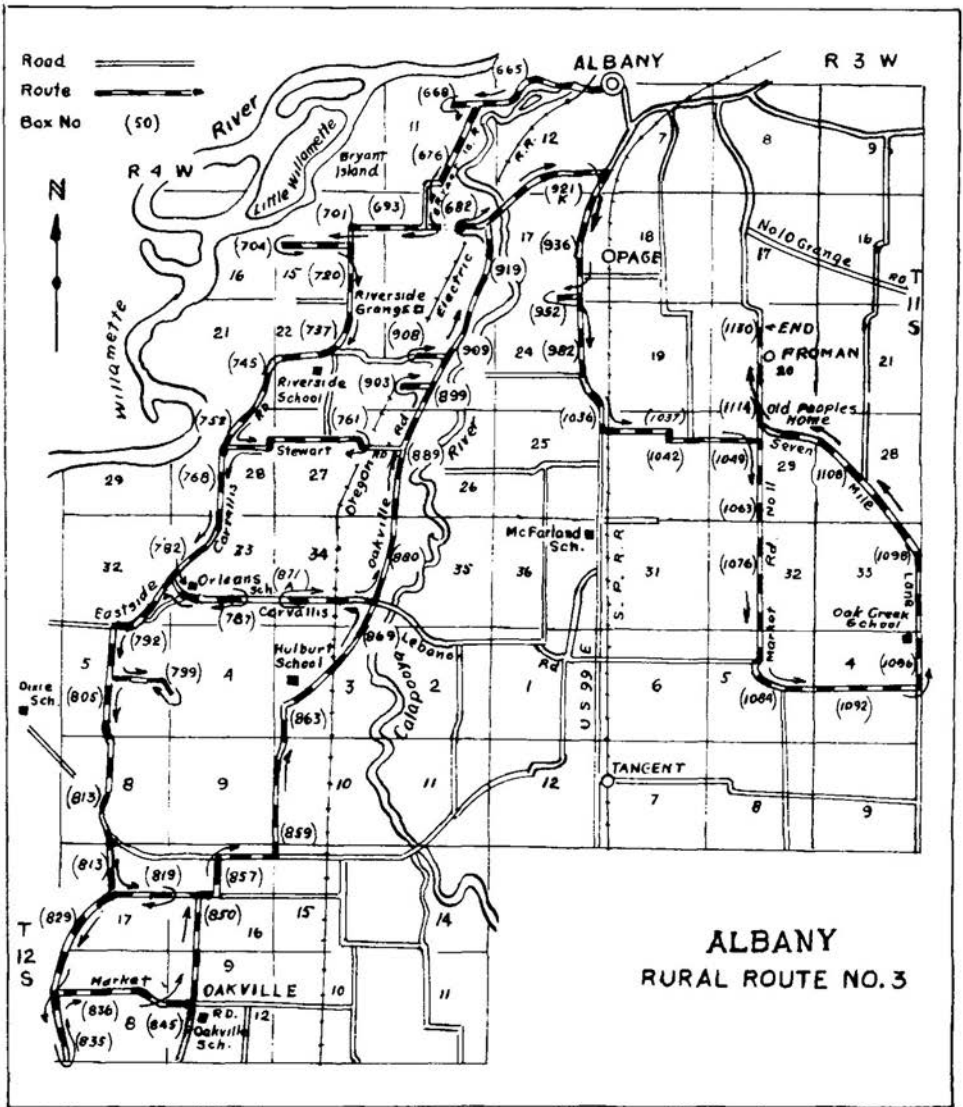 Road
Route
Box No (50)
ALBANY
R 3 W
R 4 W
N
River
Little Willamette
Bryant
Island
Willamette
(665)
(668)
(676)
(682)
(693)
(701)
(704)
(720)
(737)
(745)
(768)
(782)
(787)
(792)
(799)
(805)
(813)
(813)
(819)
(829)
(835)
(836)
(845)
(850)
(857)
(859)
(863)
(869)
(871)
A
(880)
(889)
(899)
(903)
(908)
(909)
(919)
(921)
K
(936)
(952)
(982)
(1036)
(1037)
(1042)
(1049)
(1063)
(1076)
(1084)
(1092)
(1096)
(1098)
(1108)
(1114)
(1130)
(761)
R.R.
Electric
Oregon
OPAGE
No 10 Grange
RD
T
11
S
END
FROMAN
Old Peoples
Home
Seven
Mile
Lane
Riverside
Grange
Riverside
School
Stewart
RD
Rd
River
Oakville
Corvallis
RD
Eastside
Orleans
Sch
Corvallis
Lebanon
Rd
McFarland
Sch.
S. P. R R
US 99 E
No 11
Rd
Market
Oak Creek
School
Hulburt
School
Calapooya
Dixie
Sch.
TANGENT
T
12
S
Market
OAKVILLE
R D.
Oakville
Sch.
11
12
7
8
9
16
15
17
18
17
16
21
22
24
19
20
21
29
28
27
26
25
29
28
32
33
34
35
36
31
32
33
5
4
3
2
1
6
5
4
8
9
10
11
12
7
8
9
17
16
15
14
8
9
10
11
12
ALBANY
RURAL ROUTE NO. 3